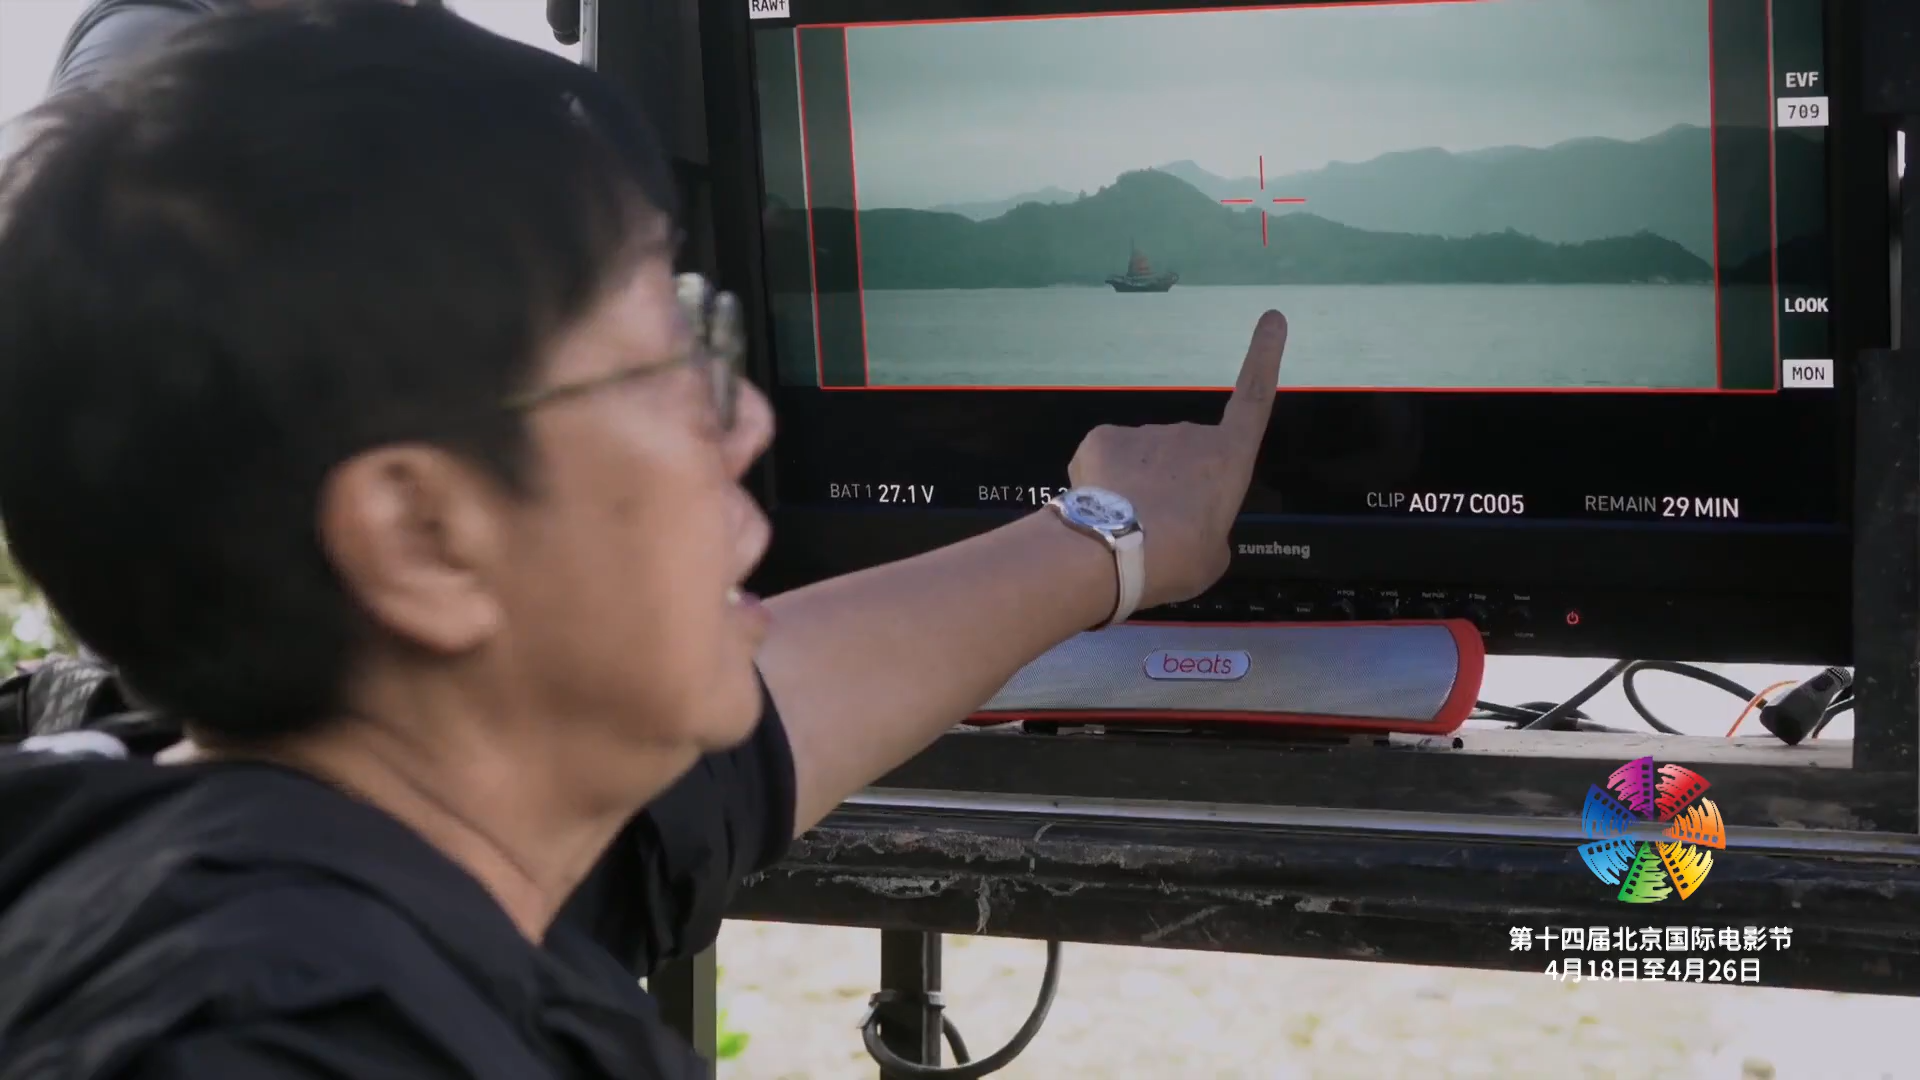 RAW↑
EVF
709
LOOK
MON
BAT 1 27.1 V
BAT 2 15.
CLIP A077 C005
REMAIN 29 MIN
zunzheng
beats
第十四届北京国际电影节
4月18日至4月26日